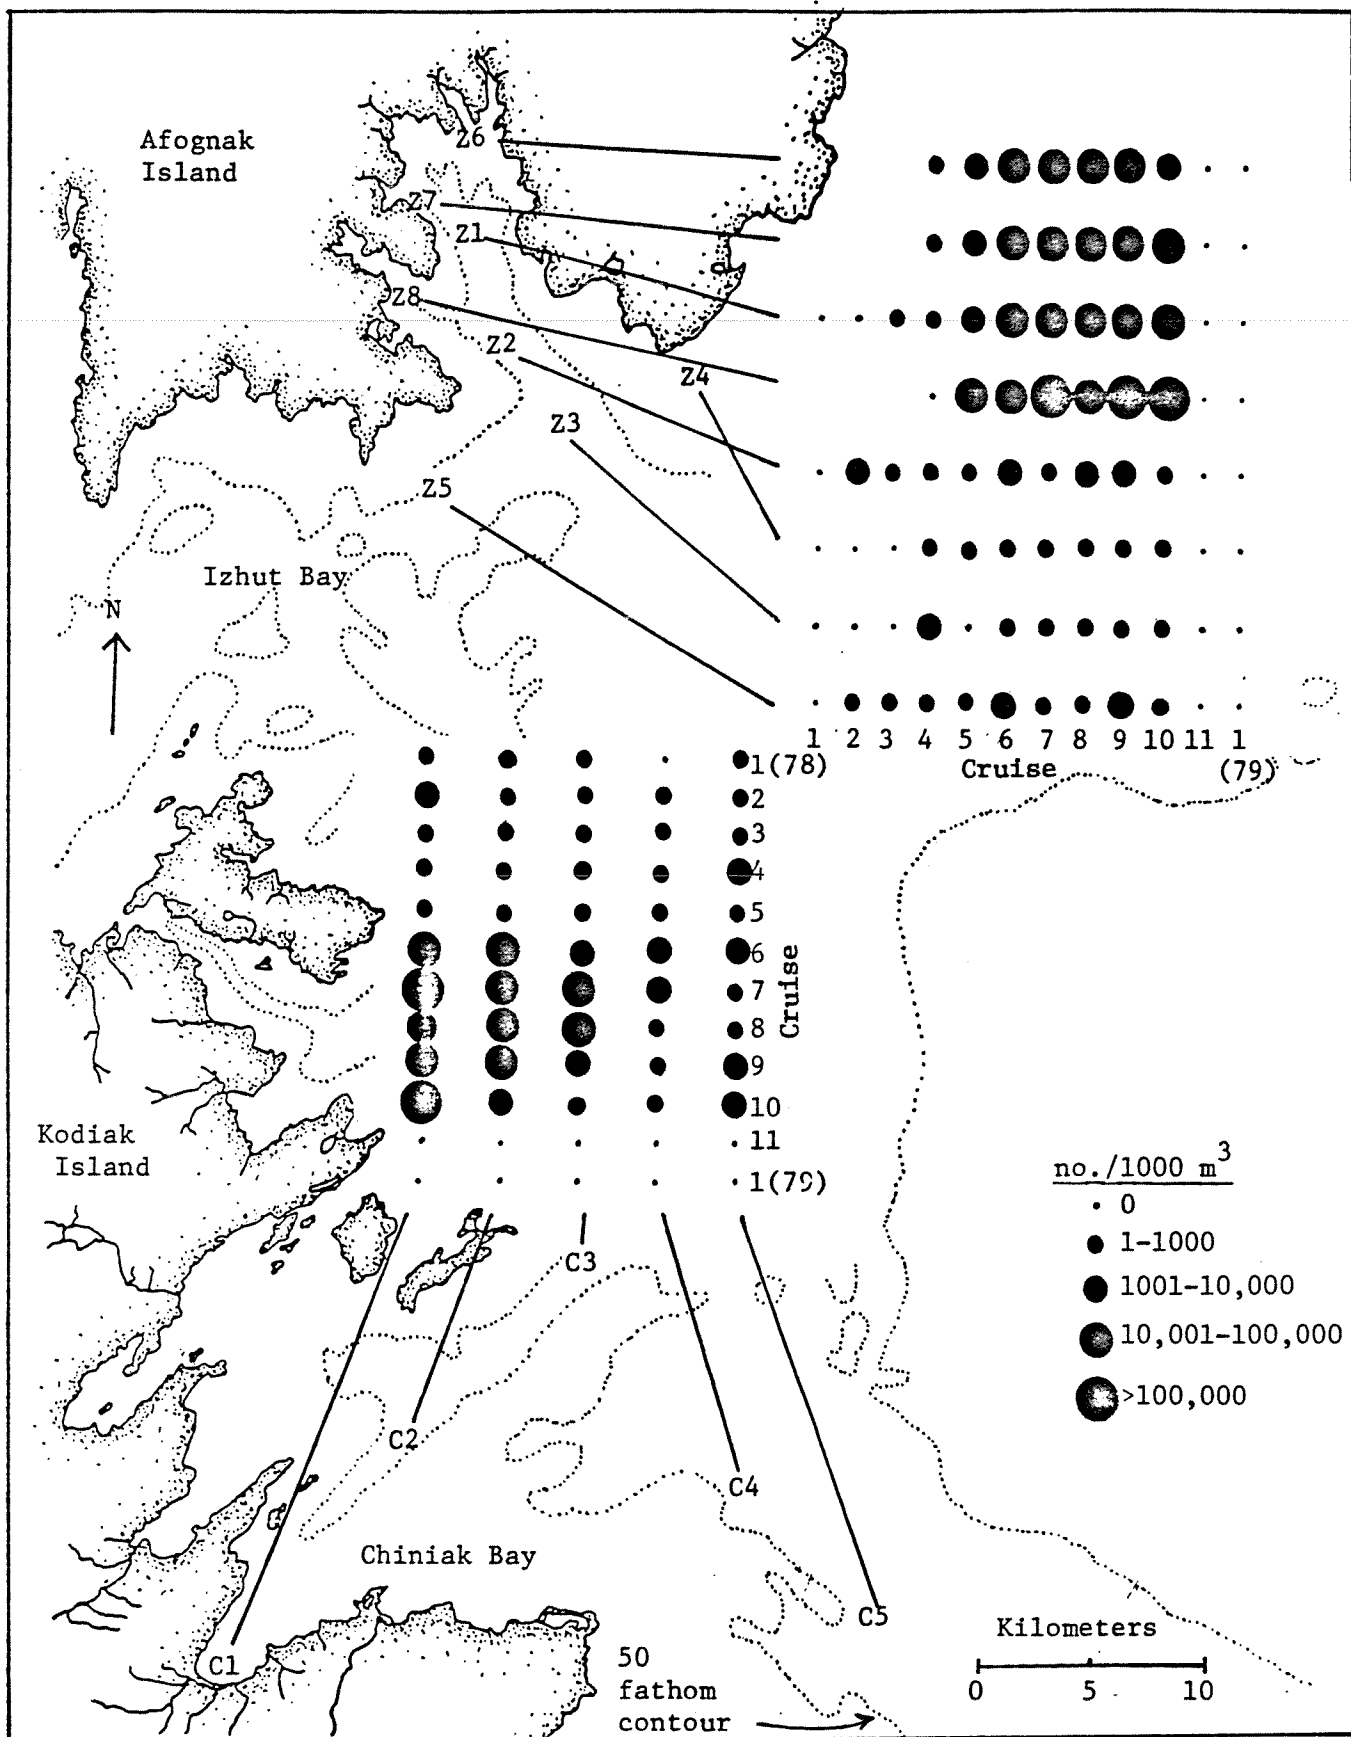 Afognak
Island
Z6
Z7
Z1
Z8
Z2
Z4
Z3
Z5
Izhut Bay
N
1 2 3 4 5 6 7 8 9 10 11 1
Cruise (79)
1(78)
2
3
4
5
6
7
8
9
10
11
1(79)
Cruise
Kodiak
Island
C3
C2
C4
C5
C1
Chiniak Bay
no./1000 m³
0
1-1000
1001-10,000
10,001-100,000
>100,000
50
fathom
contour
Kilometers
0 5 10